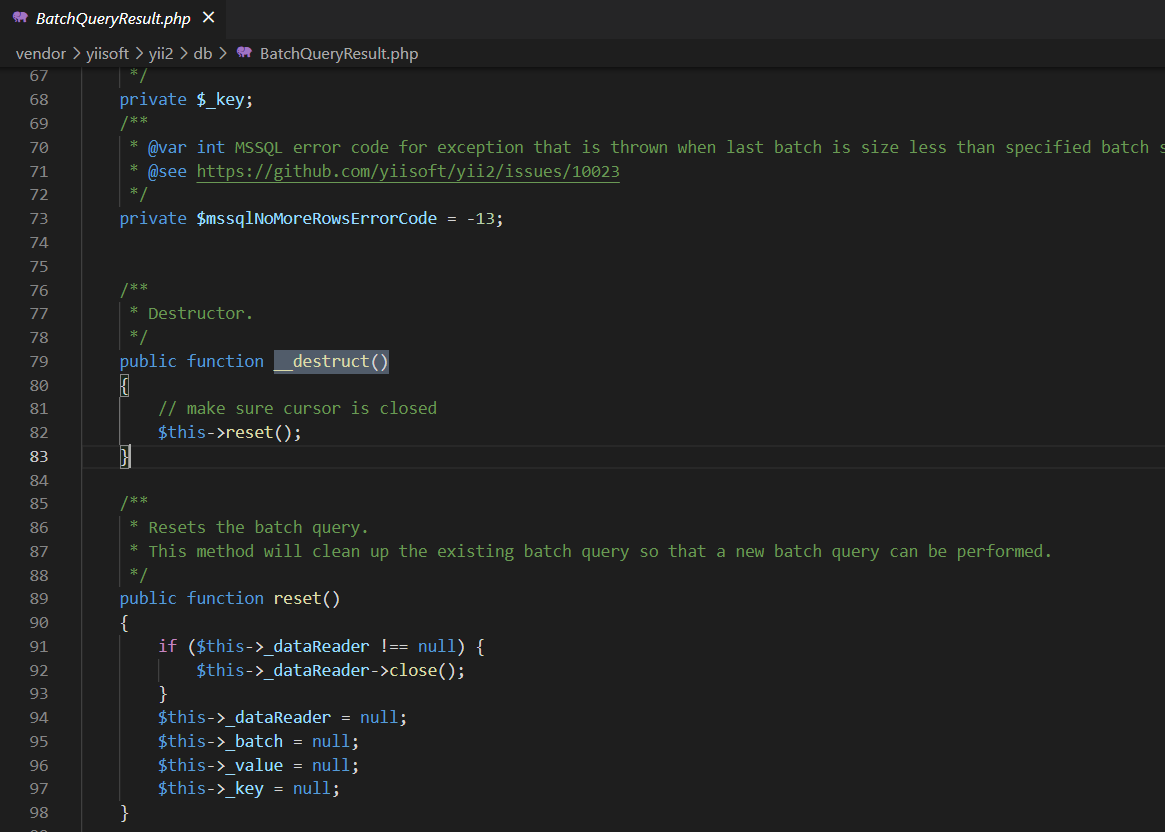 BatchQueryResult.php ×
vendor > yiisoft > yii2 > db > BatchQueryResult.php
67 */
68 private $_key;
69 /**
70 * @var int MSSQL error code for exception that is thrown when last batch is size less than specified batch s
71 * @see https://github.com/yiisoft/yii2/issues/10023
72 */
73 private $mssqlNoMoreRowsErrorCode = -13;
74
75
76 /**
77 * Destructor.
78 */
79 public function __destruct()
80 {
81 // make sure cursor is closed
82 $this->reset();
83 }
84
85 /**
86 * Resets the batch query.
87 * This method will clean up the existing batch query so that a new batch query can be performed.
88 */
89 public function reset()
90 {
91 if ($this->_dataReader !== null) {
92 $this->_dataReader->close();
93 }
94 $this->_dataReader = null;
95 $this->_batch = null;
96 $this->_value = null;
97 $this->_key = null;
98 }